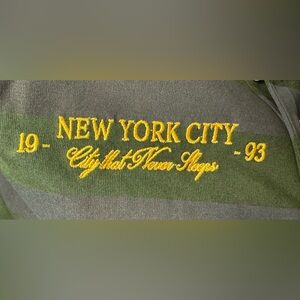 NEW YORK CITY
19 - City that Never Sleeps - 93